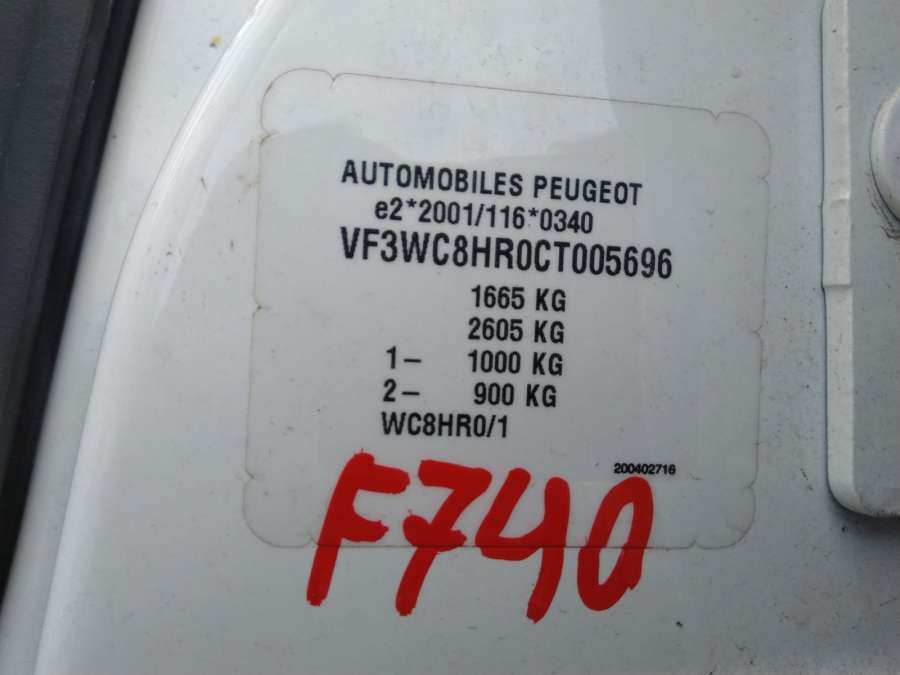 AUTOMOBILES PEUGEOT
e2*2001/116*0340
VF3WC8HR0CT005696
1665 KG
2605 KG
1- 1000 KG
2- 900 KG
WC8HR0/1
200402716
F740